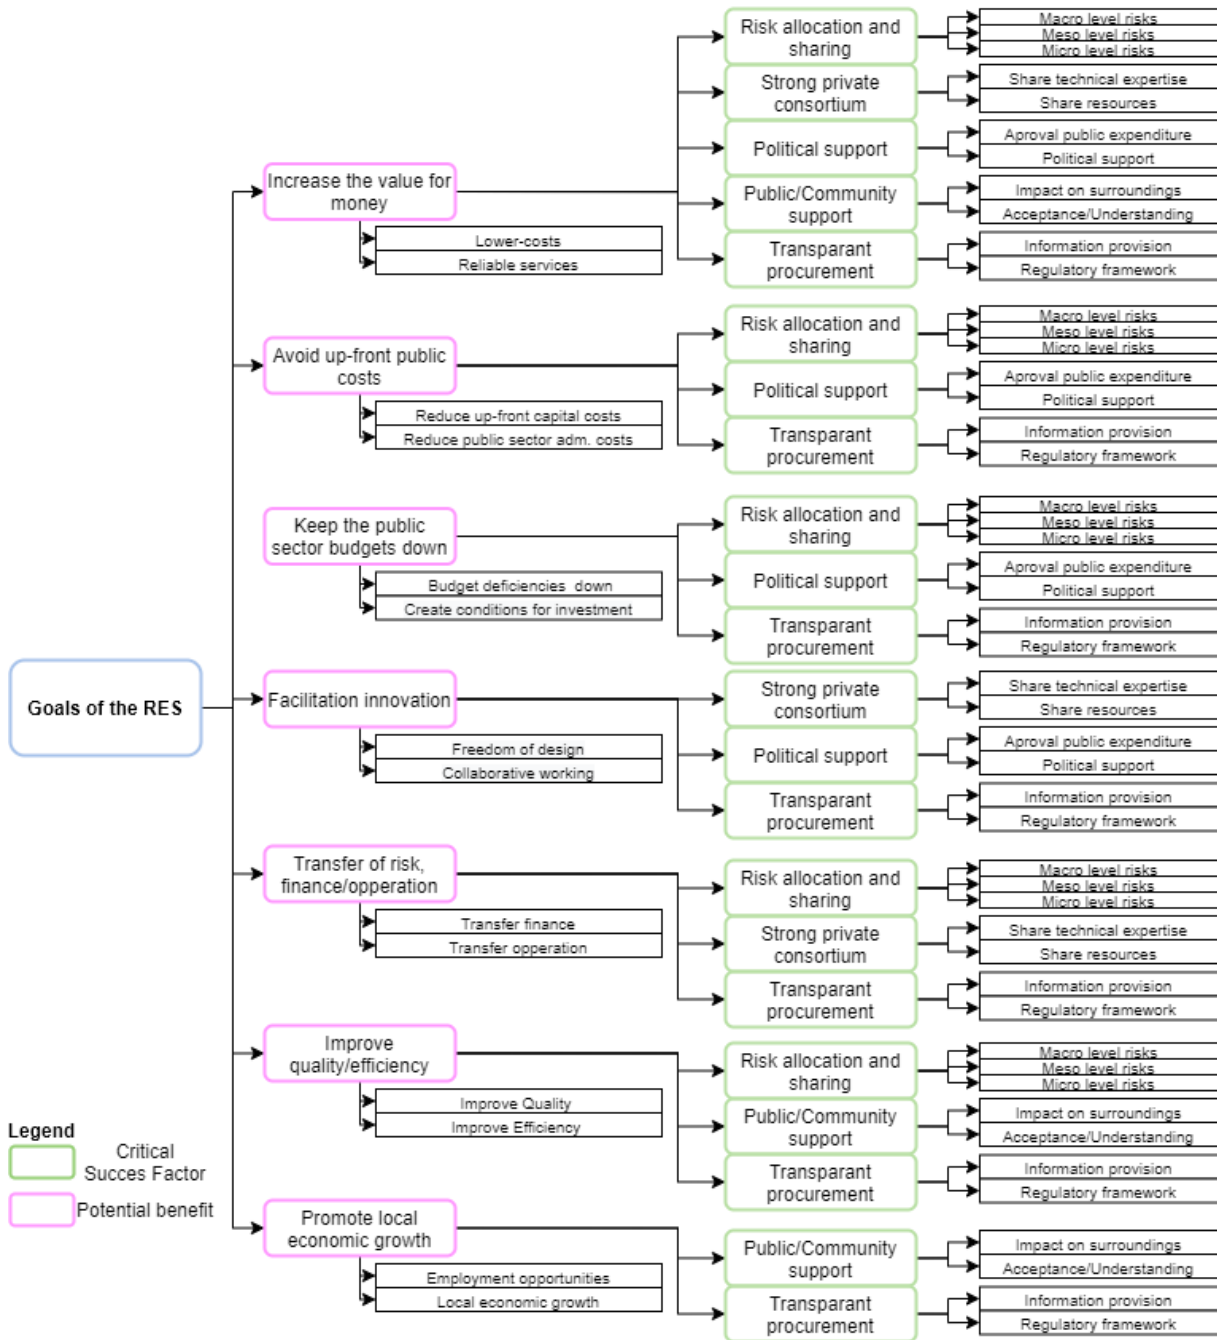 Goals of the RES
Increase the value for
money
Lower-costs
Reliable services
Risk allocation and
sharing
Macro level risks
Meso level risks
Micro level risks
Strong private
consortium
Share technical expertise
Share resources
Political support
Aproval public expenditure
Political support
Public/Community
support
Impact on surroundings
Acceptance/Understanding
Transparant
procurement
Information provision
Regulatory framework
Avoid up-front public
costs
Reduce up-front capital costs
Reduce public sector adm. costs
Risk allocation and
sharing
Macro level risks
Meso level risks
Micro level risks
Political support
Aproval public expenditure
Political support
Transparant
procurement
Information provision
Regulatory framework
Keep the public
sector budgets down
Budget deficiencies down
Create conditions for investment
Risk allocation and
sharing
Macro level risks
Meso level risks
Micro level risks
Political support
Aproval public expenditure
Political support
Transparant
procurement
Information provision
Regulatory framework
Facilitation innovation
Freedom of design
Collaborative working
Strong private
consortium
Share technical expertise
Share resources
Political support
Aproval public expenditure
Political support
Transparant
procurement
Information provision
Regulatory framework
Transfer of risk,
finance/opperation
Transfer finance
Transfer opperation
Risk allocation and
sharing
Macro level risks
Meso level risks
Micro level risks
Strong private
consortium
Share technical expertise
Share resources
Transparant
procurement
Information provision
Regulatory framework
Improve
quality/efficiency
Improve Quality
Improve Efficiency
Risk allocation and
sharing
Macro level risks
Meso level risks
Micro level risks
Public/Community
support
Impact on surroundings
Acceptance/Understanding
Transparant
procurement
Information provision
Regulatory framework
Promote local
economic growth
Employment opportunities
Local economic growth
Public/Community
support
Impact on surroundings
Acceptance/Understanding
Transparant
procurement
Information provision
Regulatory framework
Legend
Critical
Succes Factor
Potential benefit